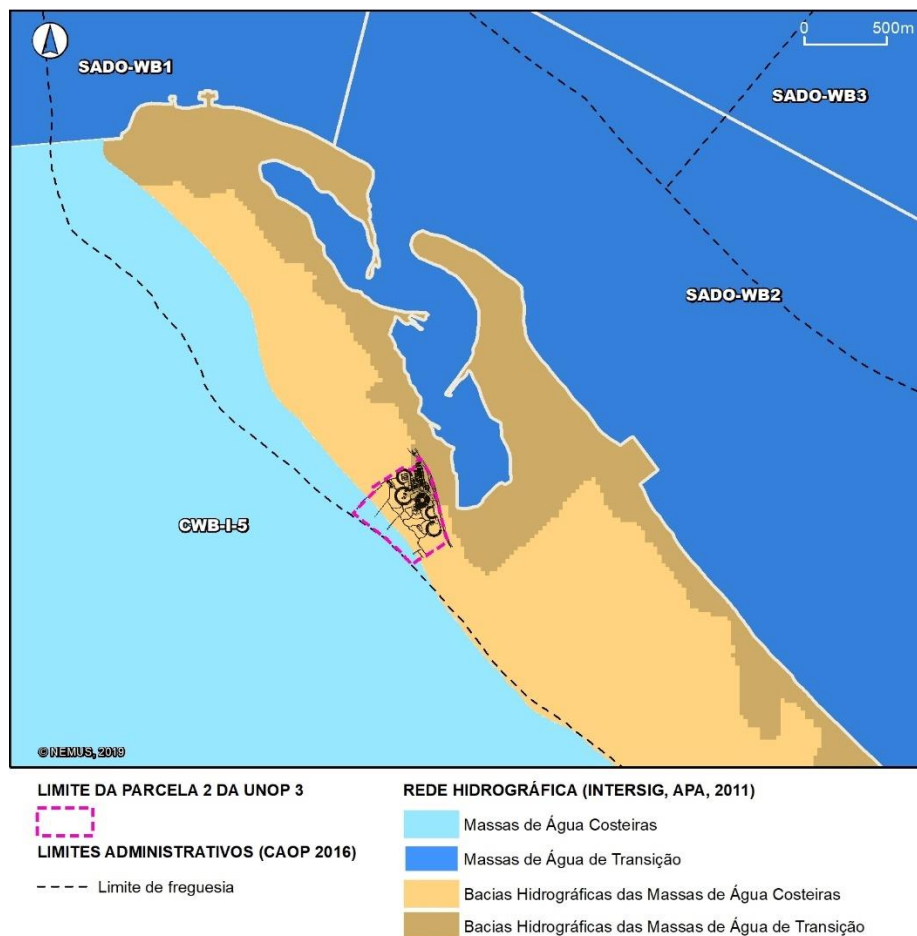 0 500m
SADO-WB1
SADO-WB3
SADO-WB2
CWB-I-5
© NEMUS, 2019
LIMITE DA PARCELA 2 DA UNOP 3
LIMITES ADMINISTRATIVOS (CAOP 2016)
Limite de freguesia
REDE HIDROGRÁFICA (INTERSIG, APA, 2011)
Massas de Água Costeiras
Massas de Água de Transição
Bacias Hidrográficas das Massas de Água Costeiras
Bacias Hidrográficas das Massas de Água de Transição